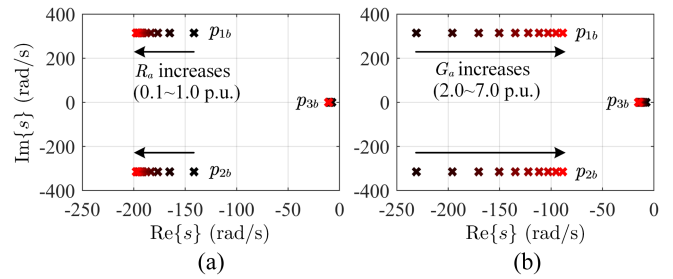 400
200
0
-200
-400
Im{s} (rad/s)
p1b
Ra increases
(0.1~1.0 p.u.)
p3b
p2b
-250 -200 -150 -100 -50 0
Re{s} (rad/s)
(a)
400
200
0
-200
-400
p1b
Ga increases
(2.0~7.0 p.u.)
p3b
p2b
-250 -200 -150 -100 -50 0
Re{s} (rad/s)
(b)